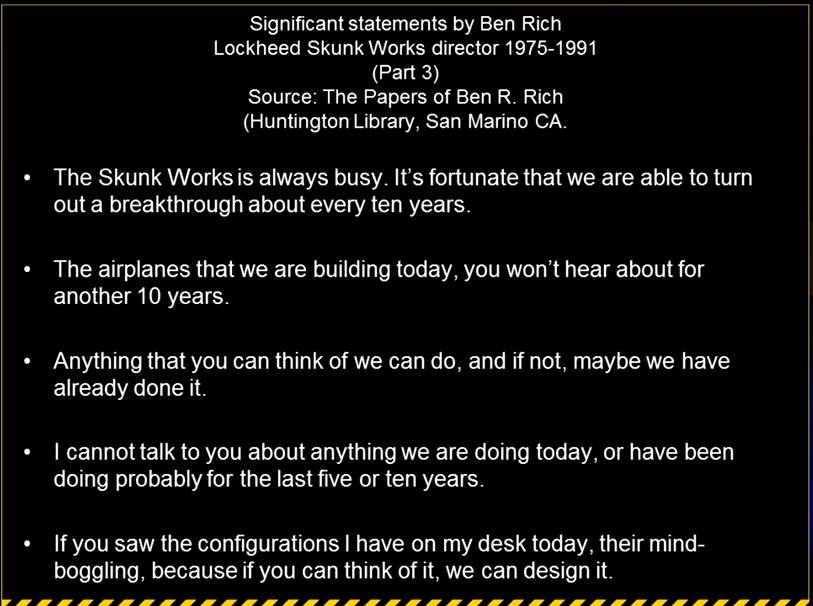 Significant statements by Ben Rich
Lockheed Skunk Works director 1975-1991
(Part 3)
Source: The Papers of Ben R. Rich
(Huntington Library, San Marino CA.
• The Skunk Works is always busy. It’s fortunate that we are able to turn
out a breakthrough about every ten years.
• The airplanes that we are building today, you won’t hear about for
another 10 years.
• Anything that you can think of we can do, and if not, maybe we have
already done it.
• I cannot talk to you about anything we are doing today, or have been
doing probably for the last five or ten years.
• If you saw the configurations I have on my desk today, their mind-
boggling, because if you can think of it, we can design it.